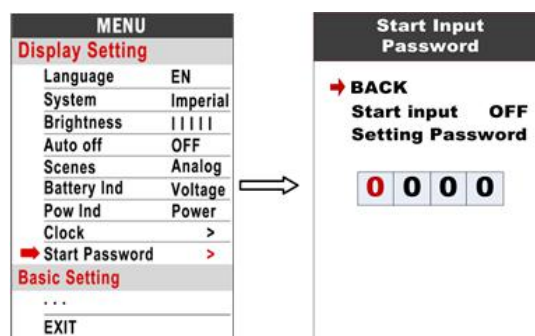 MENU
Display Setting
Language EN
System Imperial
Brightness | | | | |
Auto off OFF
Scenes Analog
Battery Ind Voltage
Pow Ind Power
Clock >
Start Password >
Basic Setting
. . .
EXIT
Start Input
Password
BACK
Start input OFF
Setting Password
0 0 0 0